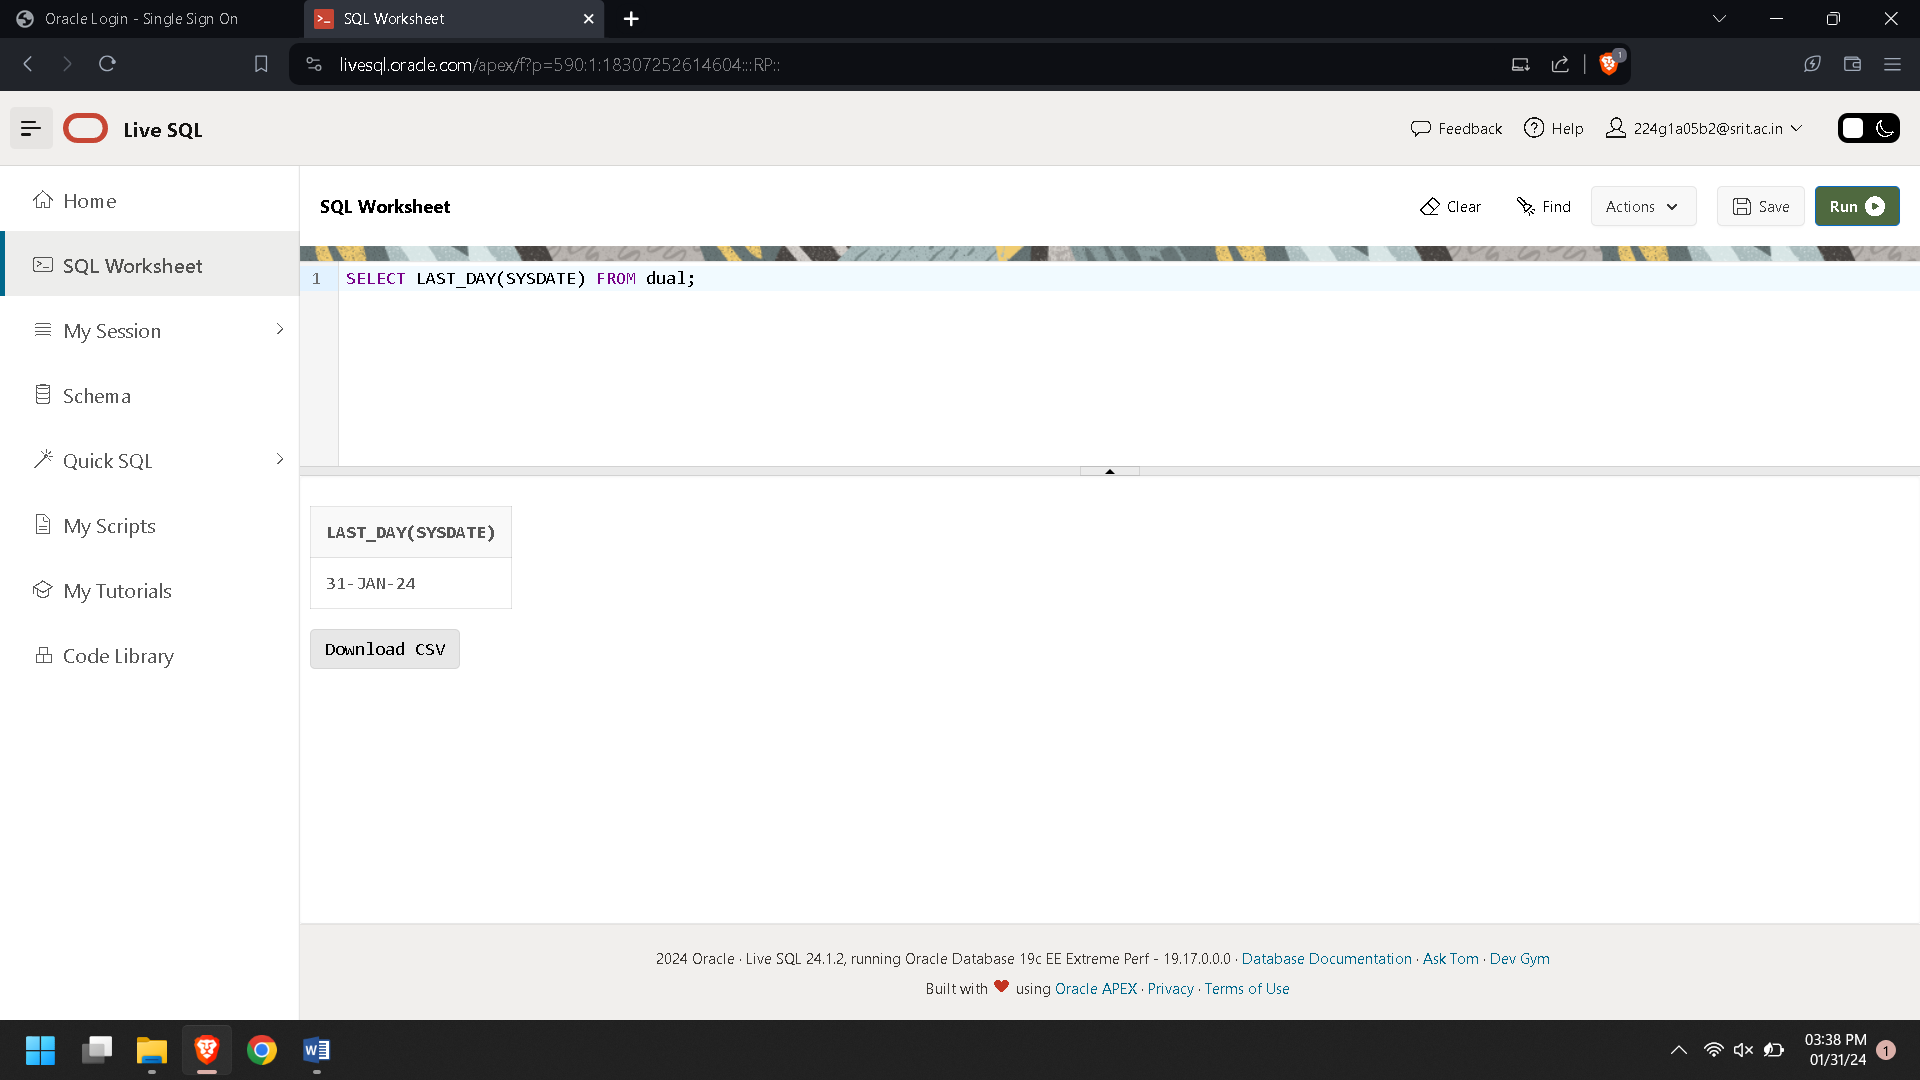 Oracle Login - Single Sign On
SQL Worksheet
livesql.oracle.com/apex/f?p=590:1:18307252614604:::RP::
1
Live SQL
Feedback
Help
224g1a05b2@srit.ac.in
Home
SQL Worksheet
My Session
Schema
Quick SQL
My Scripts
My Tutorials
Code Library
SQL Worksheet
Clear
Find
Actions
Save
Run
1 SELECT LAST_DAY(SYSDATE) FROM dual;
LAST_DAY(SYSDATE)
31-JAN-24
Download CSV
2024 Oracle · Live SQL 24.1.2, running Oracle Database 19c EE Extreme Perf - 19.17.0.0.0 · Database Documentation · Ask Tom · Dev Gym
Built with ❤ using Oracle APEX · Privacy · Terms of Use
03:38 PM
01/31/24
1